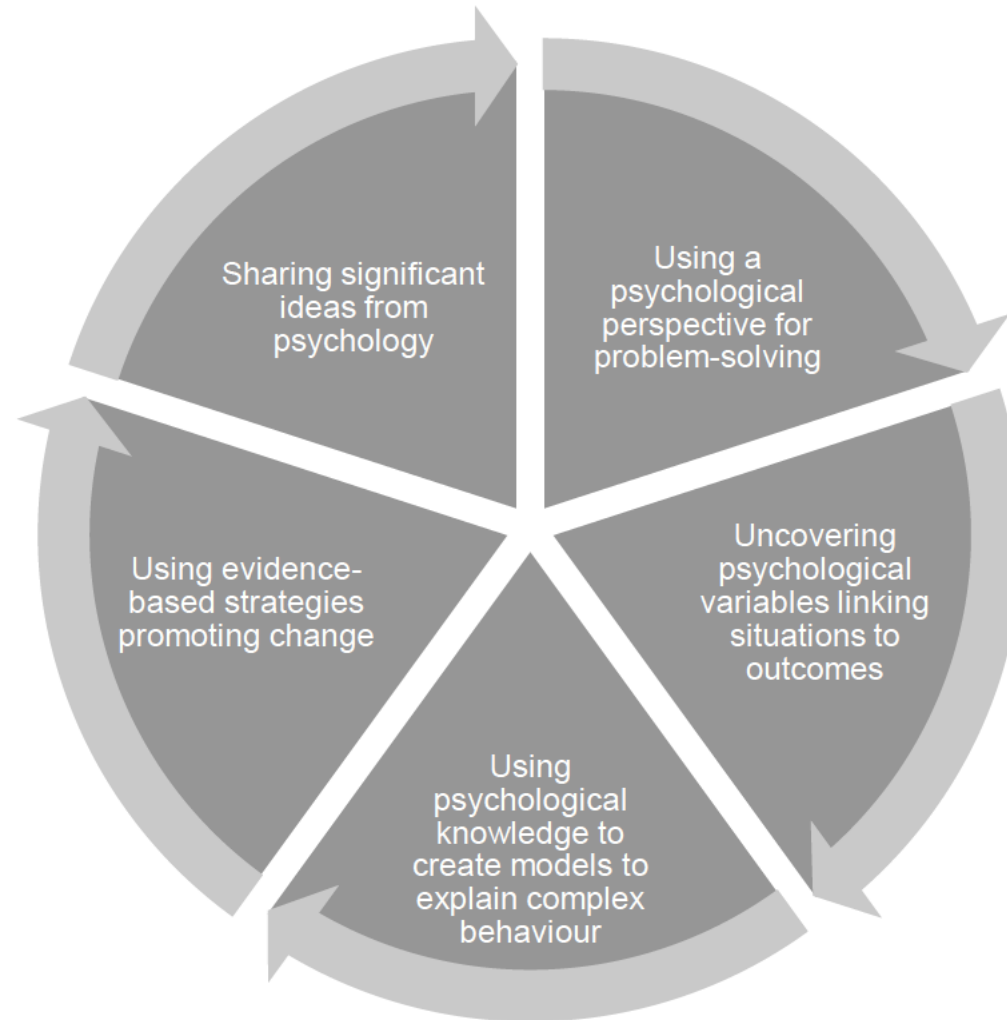 Using a
psychological
perspective for
problem-solving
Uncovering
psychological
variables linking
situations to
outcomes
Using
psychological
knowledge to
create models to
explain complex
behaviour
Using evidence-
based strategies
promoting change
Sharing significant
ideas from
psychology